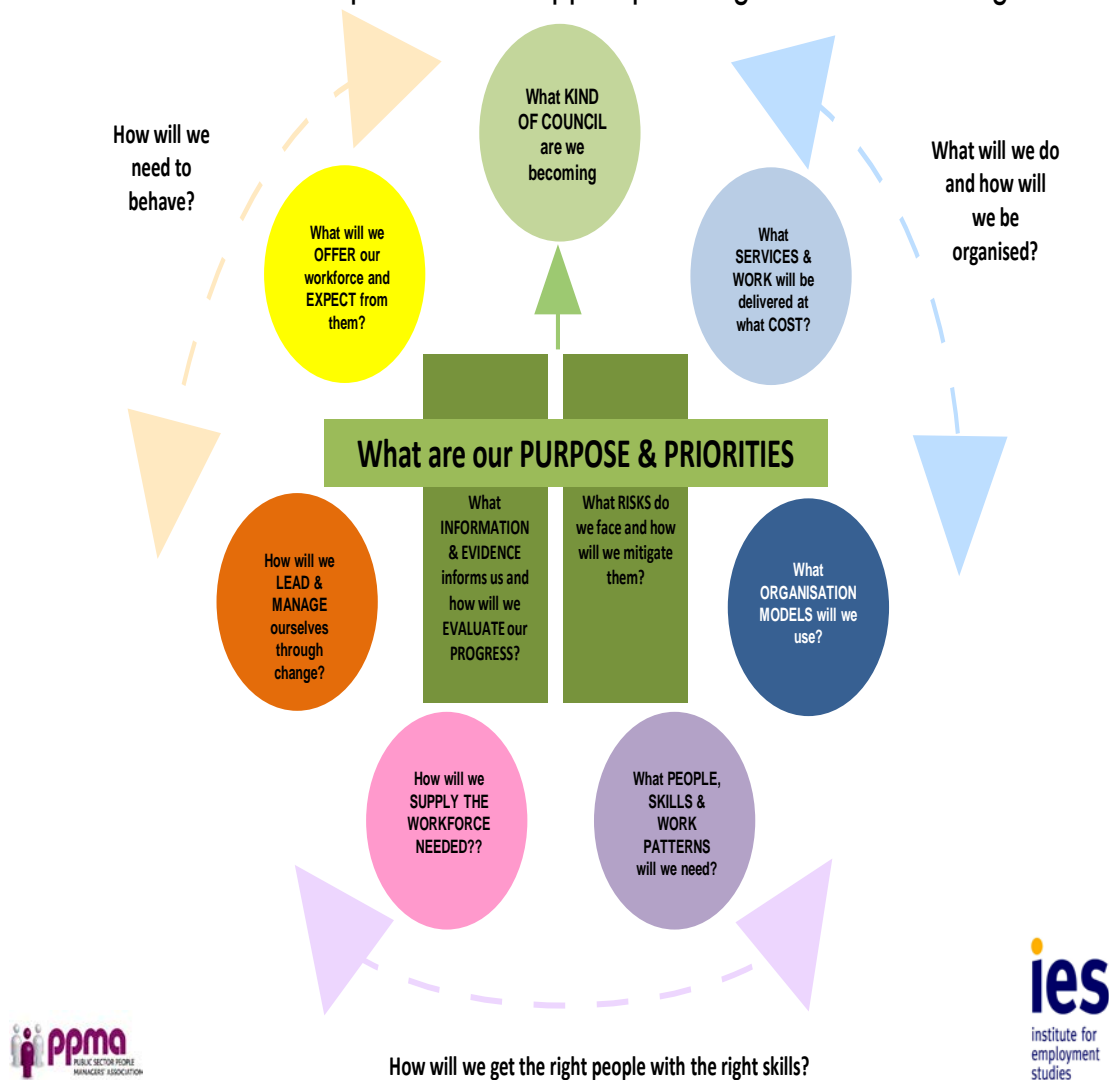 What KIND
OF COUNCIL
are we
becoming
How will we
need to
behave?
What will we do
and how will
we be
organised?
What will we
OFFER our
workforce and
EXPECT from
them?
What
SERVICES &
WORK will be
delivered at
what COST?
What are our PURPOSE & PRIORITIES
What
INFORMATION
& EVIDENCE
informs us and
how will we
EVALUATE our
PROGRESS?
What RISKS do
we face and how
will we mitigate
them?
How will we
LEAD &
MANAGE
ourselves
through
change?
What
ORGANISATION
MODELS will we
use?
How will we
SUPPLY THE
WORKFORCE
NEEDED??
What PEOPLE,
SKILLS &
WORK
PATTERNS
will we need?
ppma
PUBLIC SECTOR PEOPLE
MANAGERS' ASSOCIATION
How will we get the right people with the right skills?
ies
institute for
employment
studies